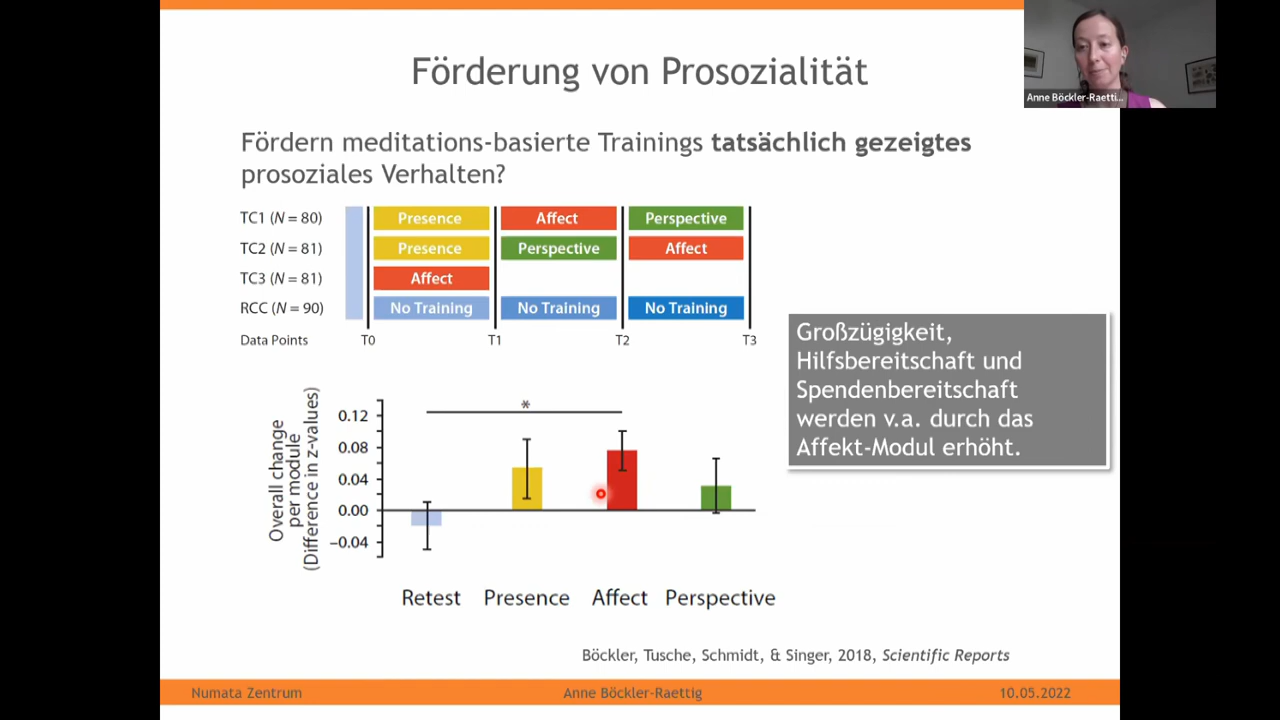 Förderung von Prosozialität
Anne Böckler-Raetti...
Fördern meditations-basierte Trainings tatsächlich gezeigtes
prosoziales Verhalten?
TC1 (N = 80) Presence Affect Perspective
TC2 (N = 81) Presence Perspective Affect
TC3 (N = 81) Affect
RCC (N = 90) No Training No Training No Training
Data Points T0 T1 T2 T3
Großzügigkeit,
Hilfsbereitschaft und
Spendenbereitschaft
werden v.a. durch das
Affekt-Modul erhöht.
Overall change
per module
(Difference in z-values)
0.12
0.08
0.04
0.00
−0.04
*
Retest Presence Affect Perspective
Böckler, Tusche, Schmidt, & Singer, 2018, Scientific Reports
Numata Zentrum Anne Böckler-Raettig 10.05.2022